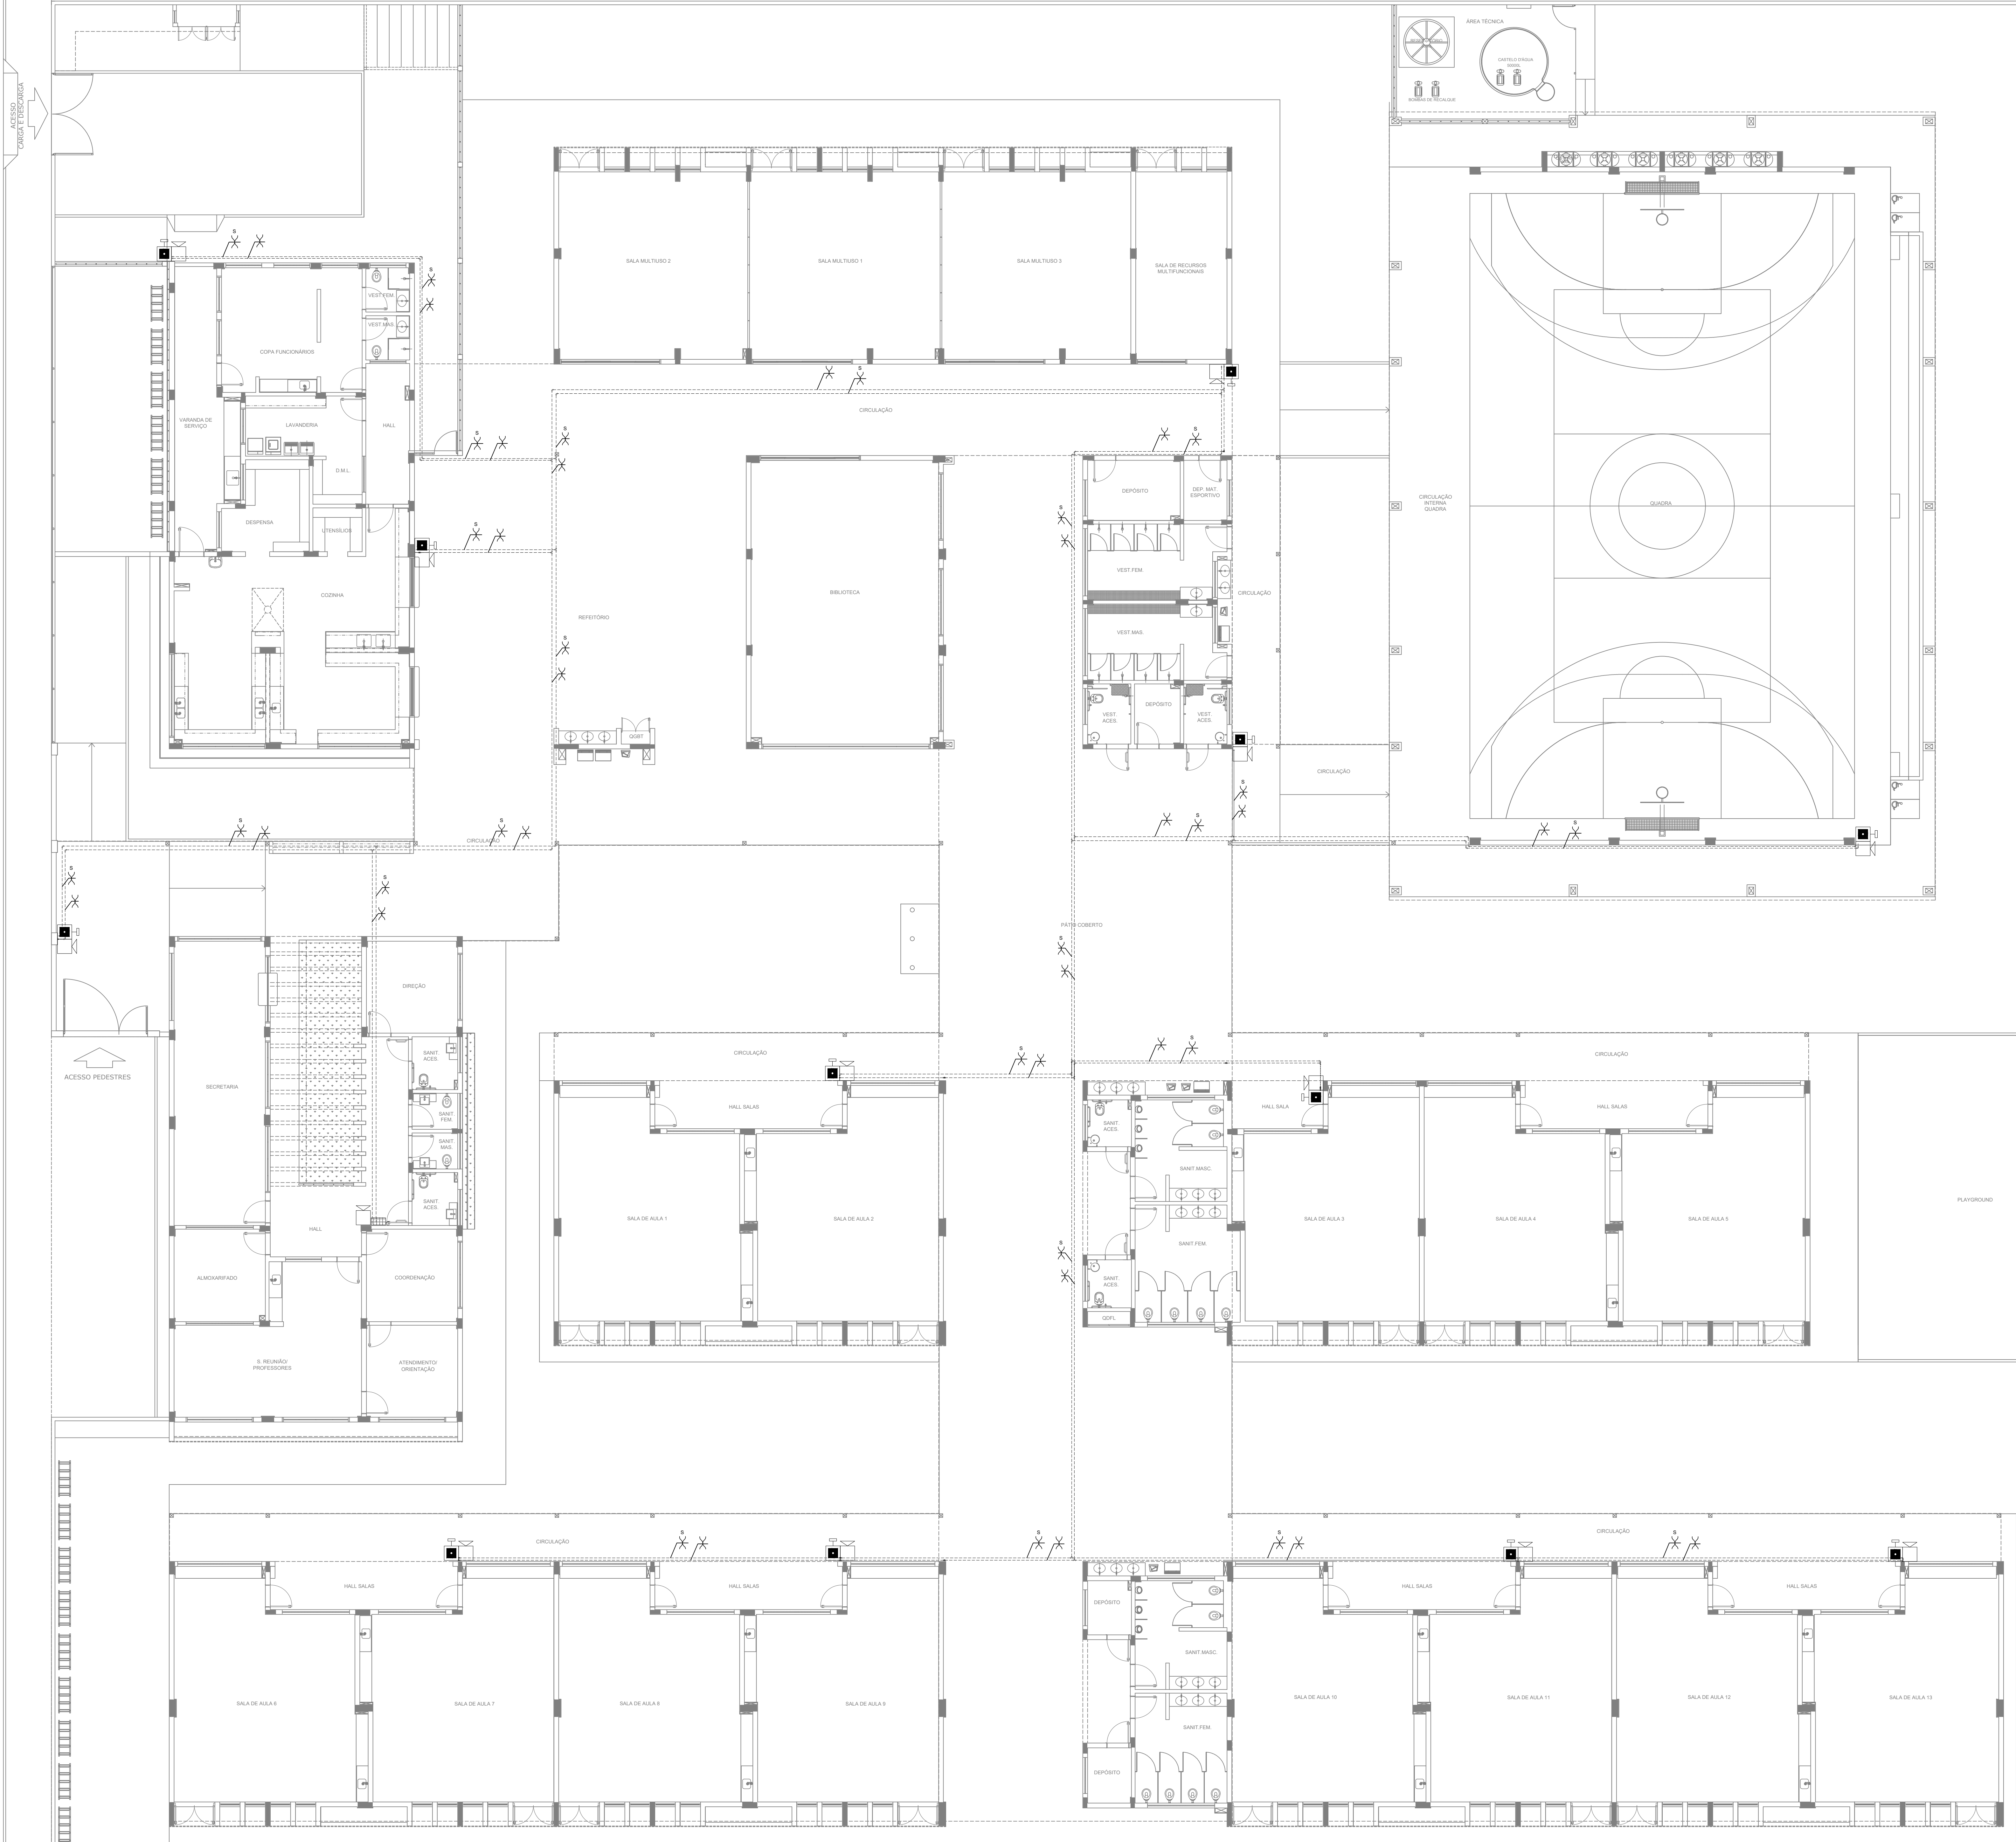 ACESSO
CARGA E DESCARGA
ÁREA TÉCNICA
CASTELO D'ÁGUA
BOMBAS DE RECALQUE
S
S
VEST FEM.
VEST MAS.
COPA FUNCIONÁRIOS
SALA MULTIUSO 2
SALA MULTIUSO 1
SALA MULTIUSO 3
SALA DE RECURSOS
MULTIFUNCIONAIS
S
CIRCULAÇÃO
VARANDA DE
SERVIÇO
LAVANDERIA
HALL
S
S
S
D.M.L.
DESPENSA
UTENSÍLIOS
DEPÓSITO
DEP. MAT.
ESPORTIVO
CIRCULAÇÃO
INTERNA
QUADRA
QUADRA
S
S
VEST FEM.
COZINHA
REFEITÓRIO
BIBLIOTECA
CIRCULAÇÃO
VEST MAS.
S
VEST.
ACES.
DEPÓSITO
VEST.
ACES.
QGBT
CIRCULAÇÃO
S
S
S
CIRCULAÇÃO
S
S
S
S
PÁTIO COBERTO
S
DIREÇÃO
ACESSO PEDESTRES
SECRETARIA
SANIT.
ACES.
SANIT.
FEM.
SANIT.
MAS.
SANIT.
ACES.
CIRCULAÇÃO
S
S
CIRCULAÇÃO
HALL SALAS
HALL SALA
HALL SALAS
SANIT.
ACES.
SANIT.MASC.
PLAYGROUND
HALL
SALA DE AULA 1
SALA DE AULA 2
SALA DE AULA 3
SALA DE AULA 4
SALA DE AULA 5
S
SANIT.FEM.
ALMOXARIFADO
COORDENAÇÃO
SANIT.
ACES.
QDFL
S. REUNIÃO/
PROFESSORES
ATENDIMENTO/
ORIENTAÇÃO
CIRCULAÇÃO
S
S
S
CIRCULAÇÃO
S
HALL SALAS
HALL SALAS
DEPÓSITO
HALL SALAS
HALL SALAS
SANIT.MASC.
SALA DE AULA 6
SALA DE AULA 7
SALA DE AULA 8
SALA DE AULA 9
SALA DE AULA 10
SALA DE AULA 11
SALA DE AULA 12
SALA DE AULA 13
SANIT.FEM.
DEPÓSITO